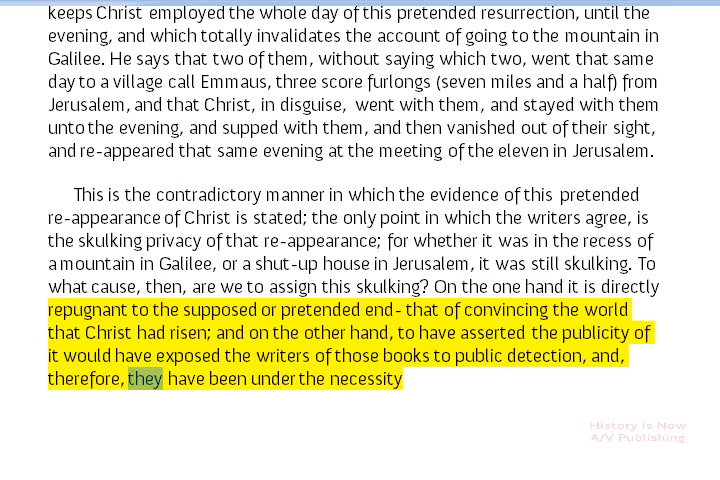 keeps Christ employed the whole day of this pretended resurrection, until the
evening, and which totally invalidates the account of going to the mountain in
Galilee. He says that two of them, without saying which two, went that same
day to a village call Emmaus, three score furlongs (seven miles and a half) from
Jerusalem, and that Christ, in disguise, went with them, and stayed with them
unto the evening, and supped with them, and then vanished out of their sight,
and re-appeared that same evening at the meeting of the eleven in Jerusalem.
This is the contradictory manner in which the evidence of this pretended
re-appearance of Christ is stated; the only point in which the writers agree, is
the skulking privacy of that re-appearance; for whether it was in the recess of
a mountain in Galilee, or a shut-up house in Jerusalem, it was still skulking. To
what cause, then, are we to assign this skulking? On the one hand it is directly
repugnant to the supposed or pretended end- that of convincing the world
that Christ had risen; and on the other hand, to have asserted the publicity of
it would have exposed the writers of those books to public detection, and,
therefore, they have been under the necessity
History Is Now
A/V Publishing